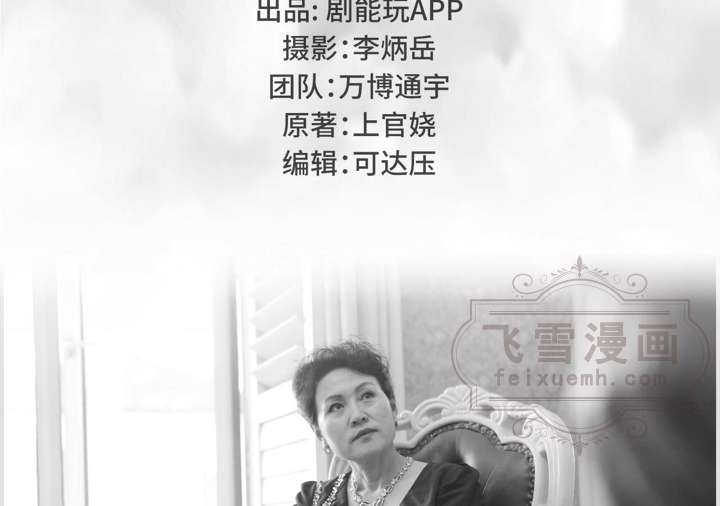 出品: 剧能玩APP
摄影：李炳岳
团队：万博通宇
原著：上官娆
编辑：可达压
飞雪漫画
feixuemh.com